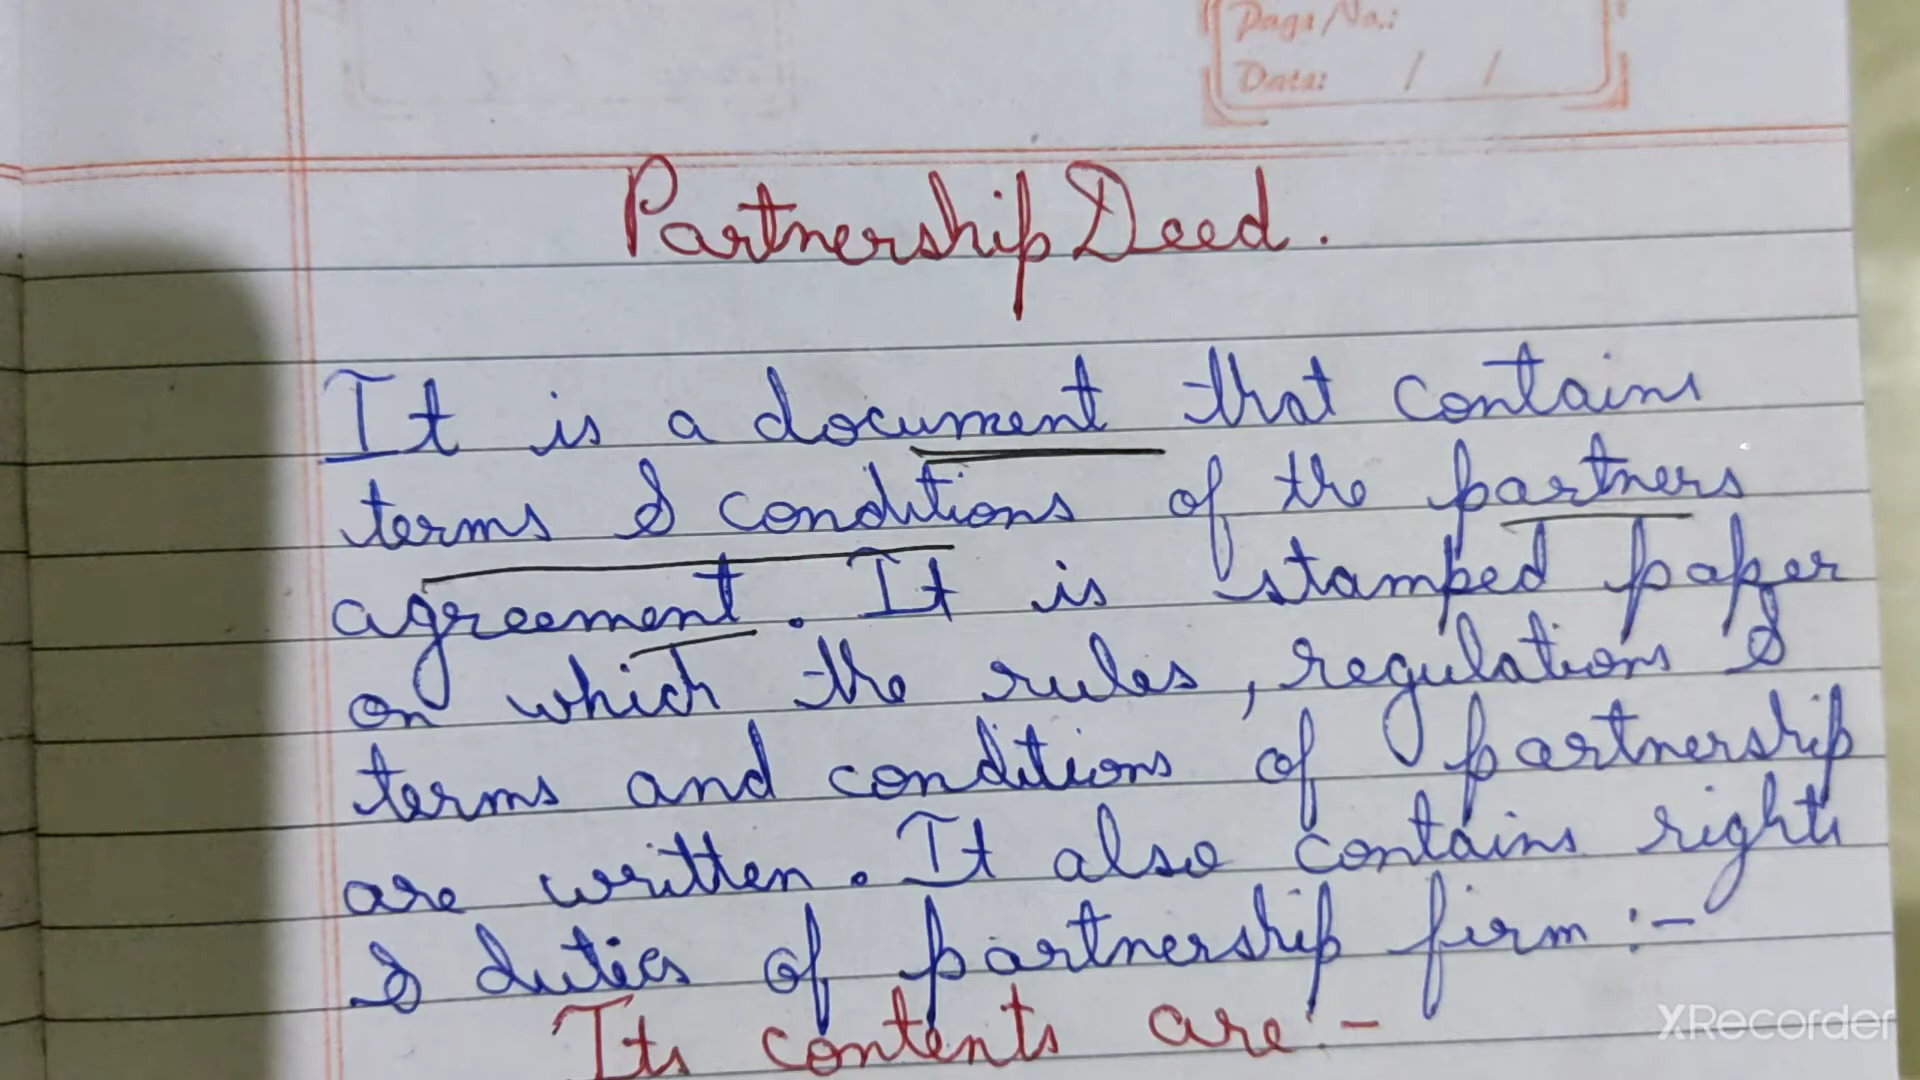 Page No.:
Date: / /
Partnership Deed.
It is a document that contains
terms & conditions of the partners
agreement. It is stamped paper
on which the rules, regulations &
terms and conditions of partnership
are written. It also contains rights
& duties of partnership firm :-
Its contents are :-
XRecorder